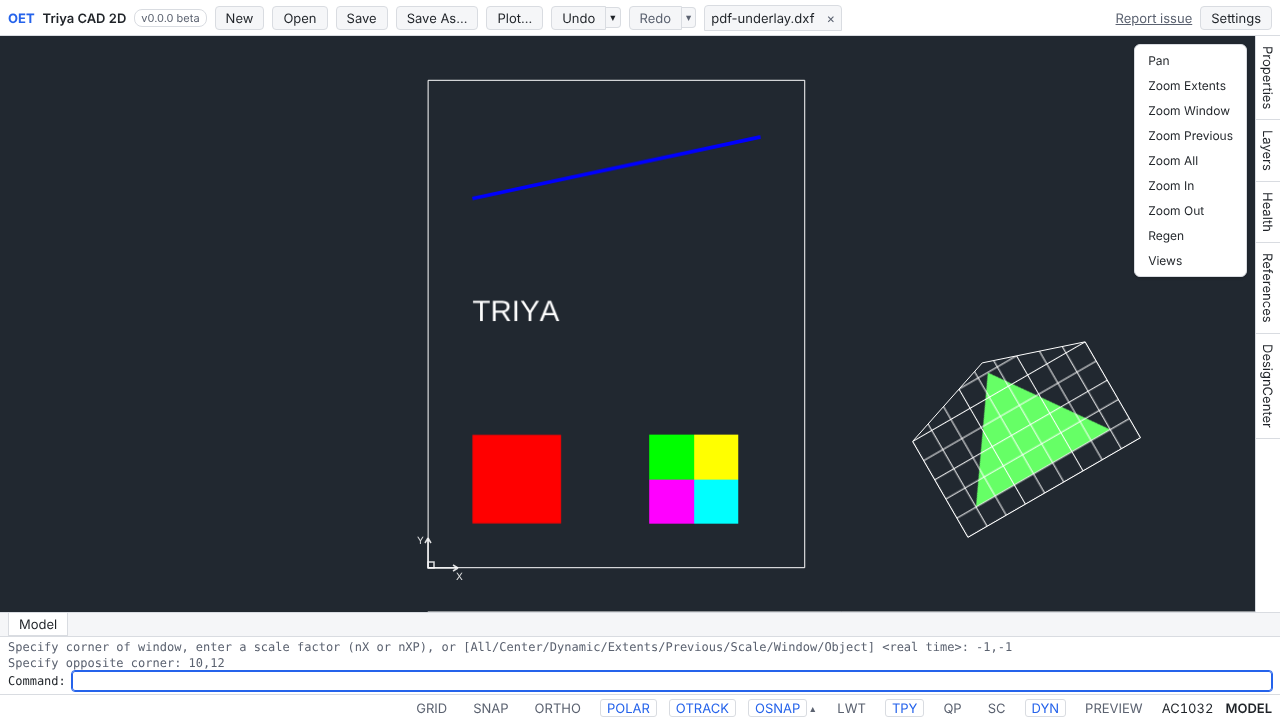 OET Triya CAD 2D v0.0.0 beta New Open Save Save As... Plot... Undo ▾ Redo ▾ pdf-underlay.dxf × Report issue Settings
Pan
Zoom Extents
Zoom Window
Zoom Previous
Zoom All
Zoom In
Zoom Out
Regen
Views
Properties
Layers
Health
References
DesignCenter
TRIYA
Y
X
Model
Specify corner of window, enter a scale factor (nX or nXP), or [All/Center/Dynamic/Extents/Previous/Scale/Window/Object] <real time>: -1,-1
Specify opposite corner: 10,12
Command:
GRID SNAP ORTHO POLAR OTRACK OSNAP ▴ LWT TPY QP SC DYN PREVIEW AC1032 MODEL